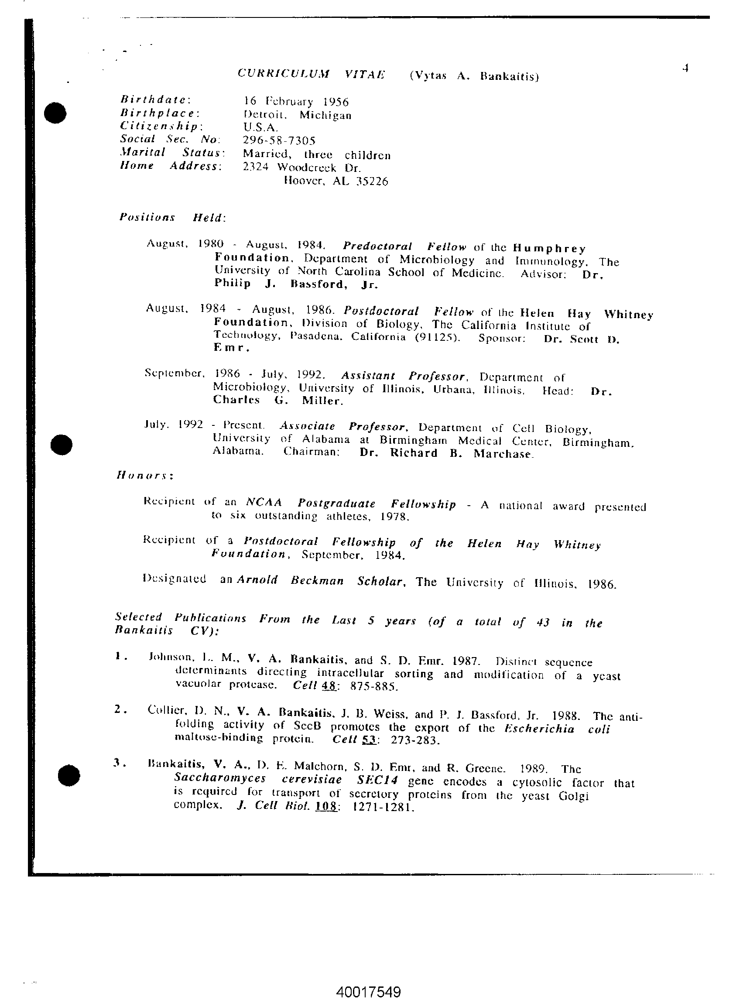 CURRICULUM VITAE (Vytas A. Bankaitis)
4
Birthdate: 16 February 1956
Birthplace: Detroit, Michigan
Citizenship: U.S.A.
Social Sec. No: 296-58-7305
Marital Status: Married, three children
Home Address: 2324 Woodcreek Dr.
Hoover, AL 35226
Positions Held:
August, 1980 - August, 1984. Predoctoral Fellow of the Humphrey
Foundation, Department of Microbiology and Immunology, The
University of North Carolina School of Medicine. Advisor: Dr.
Philip J. Bassford, Jr.
August, 1984 - August, 1986. Postdoctoral Fellow of the Helen Hay Whitney
Foundation, Division of Biology, The California Institute of
Technology, Pasadena, California (91125). Sponsor: Dr. Scott D.
Emr.
September, 1986 - July, 1992. Assistant Professor, Department of
Microbiology, University of Illinois, Urbana, Illinois. Head: Dr.
Charles G. Miller.
July, 1992 - Present. Associate Professor, Department of Cell Biology,
University of Alabama at Birmingham Medical Center, Birmingham,
Alabama. Chairman: Dr. Richard B. Marchase.
Honors:
Recipient of an NCAA Postgraduate Fellowship - A national award presented
to six outstanding athletes, 1978.
Recipient of a Postdoctoral Fellowship of the Helen Hay Whitney
Foundation, September, 1984.
Designated an Arnold Beckman Scholar, The University of Illinois, 1986.
Selected Publications From the Last 5 years (of a total of 43 in the
Bankaitis CV):
1. Johnson, L. M., V. A. Bankaitis, and S. D. Emr. 1987. Distinct sequence
determinants directing intracellular sorting and modification of a yeast
vacuolar protease. Cell 48: 875-885.
2. Collier, D. N., V. A. Bankaitis, J. B. Weiss, and P. J. Bassford, Jr. 1988. The anti-
folding activity of SecB promotes the export of the Escherichia coli
maltose-binding protein. Cell 53: 273-283.
3. Bankaitis, V. A., D. E. Malehorn, S. D. Emr, and R. Greene. 1989. The
Saccharomyces cerevisiae SEC14 gene encodes a cytosolic factor that
is required for transport of secretory proteins from the yeast Golgi
complex. J. Cell Biol. 108: 1271-1281.
40017549